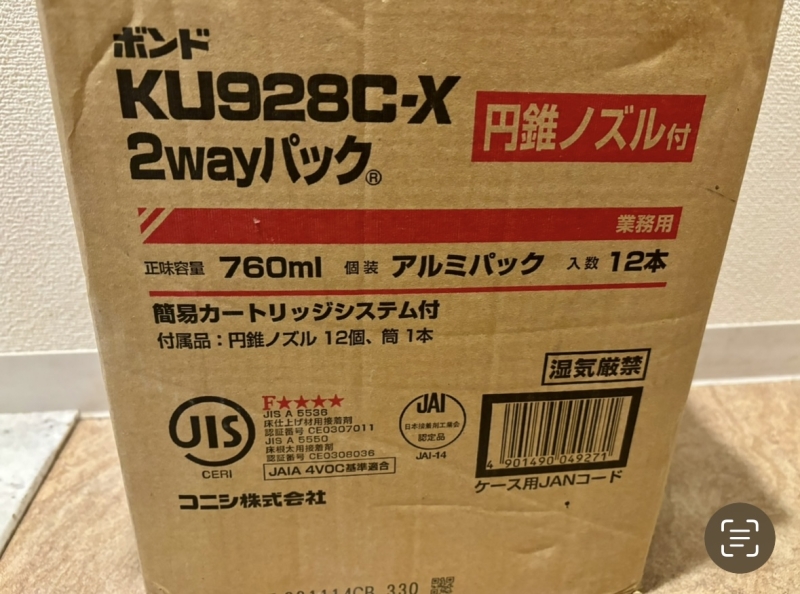 ボンド
KU928C-X
2wayパック®
円錐ノズル付
業務用
正味容量 760ml 個装 アルミパック 入数 12本
簡易カートリッジシステム付
付属品：円錐ノズル 12個、筒 1本
湿気厳禁
JIS
CERI
F★★★★
JIS A 5536
床仕上げ材用接着剤
認証番号 CE0307011
JIS A 5550
床根太用接着剤
認証番号 CE0308036
JAIA 4VOC基準適合
JAI
日本接着剤工業会
認定品
JAI-14
4 901490 049271
ケース用JANコード
コニシ株式会社
330